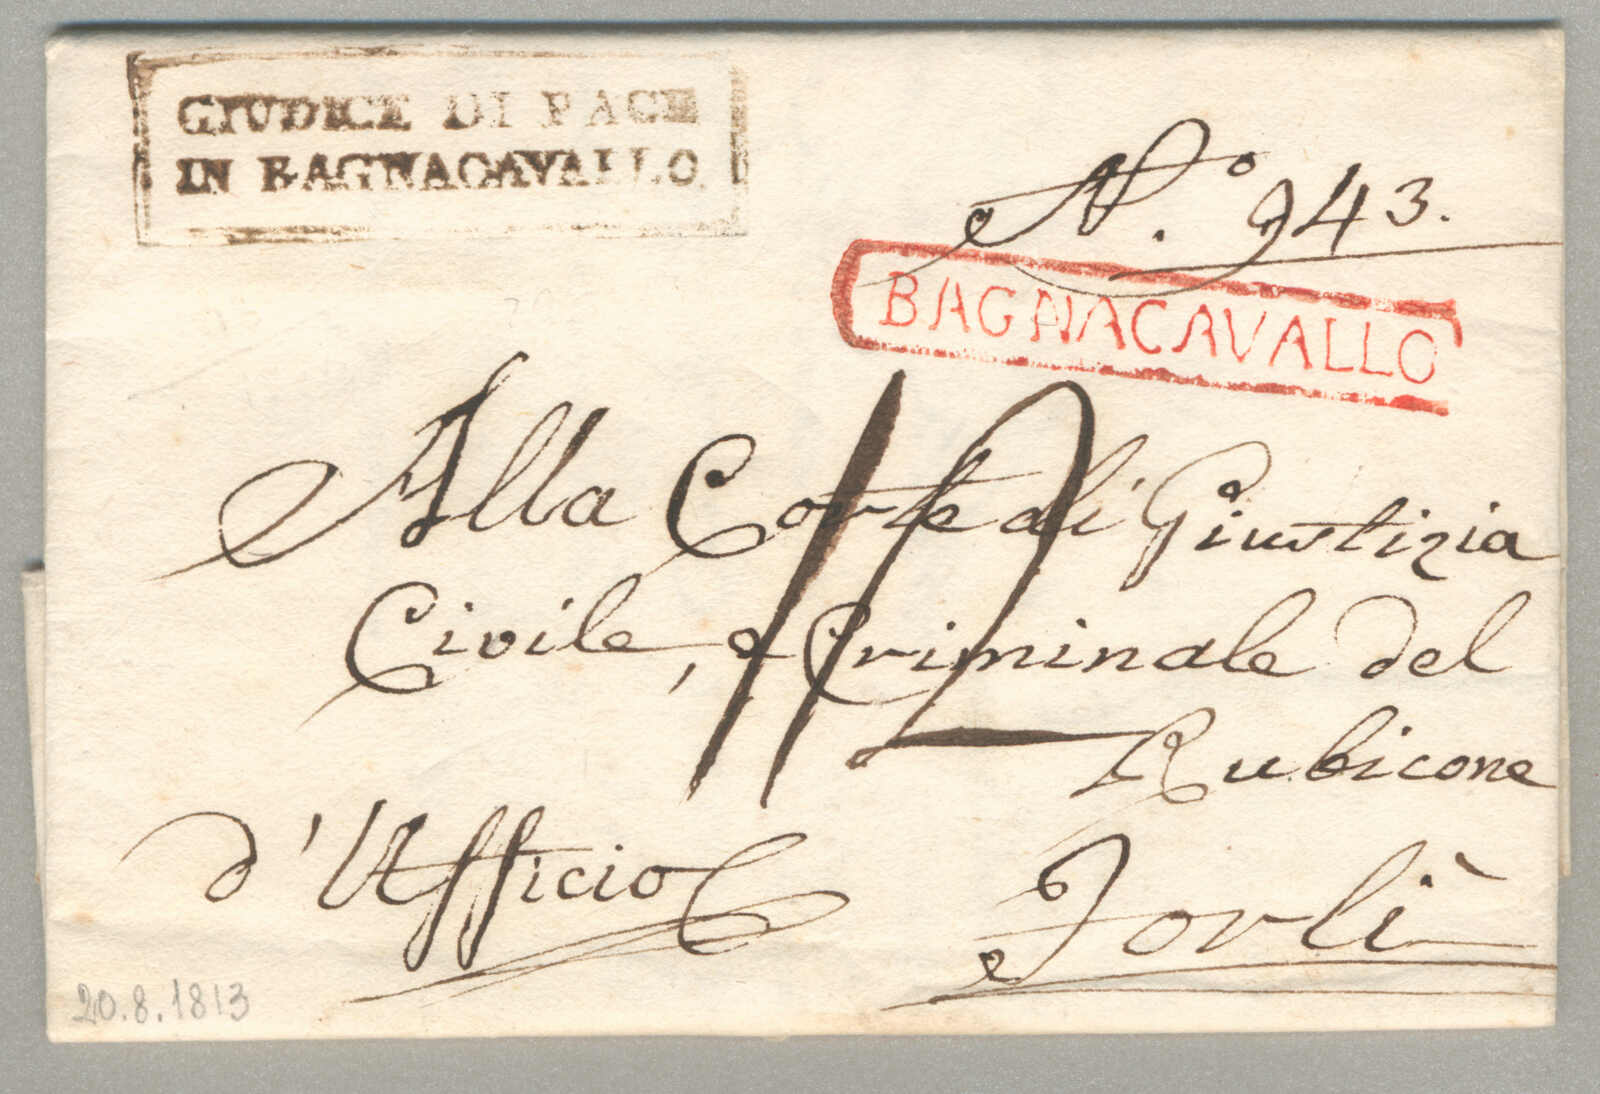 GIUDICE DI PACE
IN BAGNACAVALLO
N.° 943.
BAGNACAVALLO
Alla Corte di Giustizia
Civile, e Criminale del
Rubicone
d'Ufficio
Forlì
20.8.1813